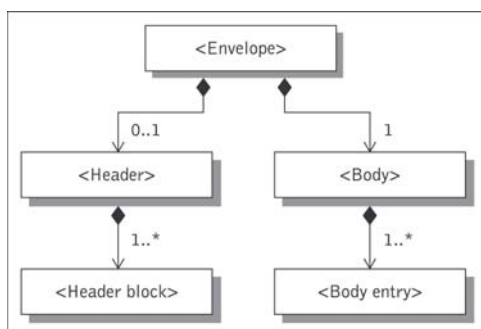 <Envelope>
0..1
1
<Header>
<Body>
1..*
1..*
<Header block>
<Body entry>